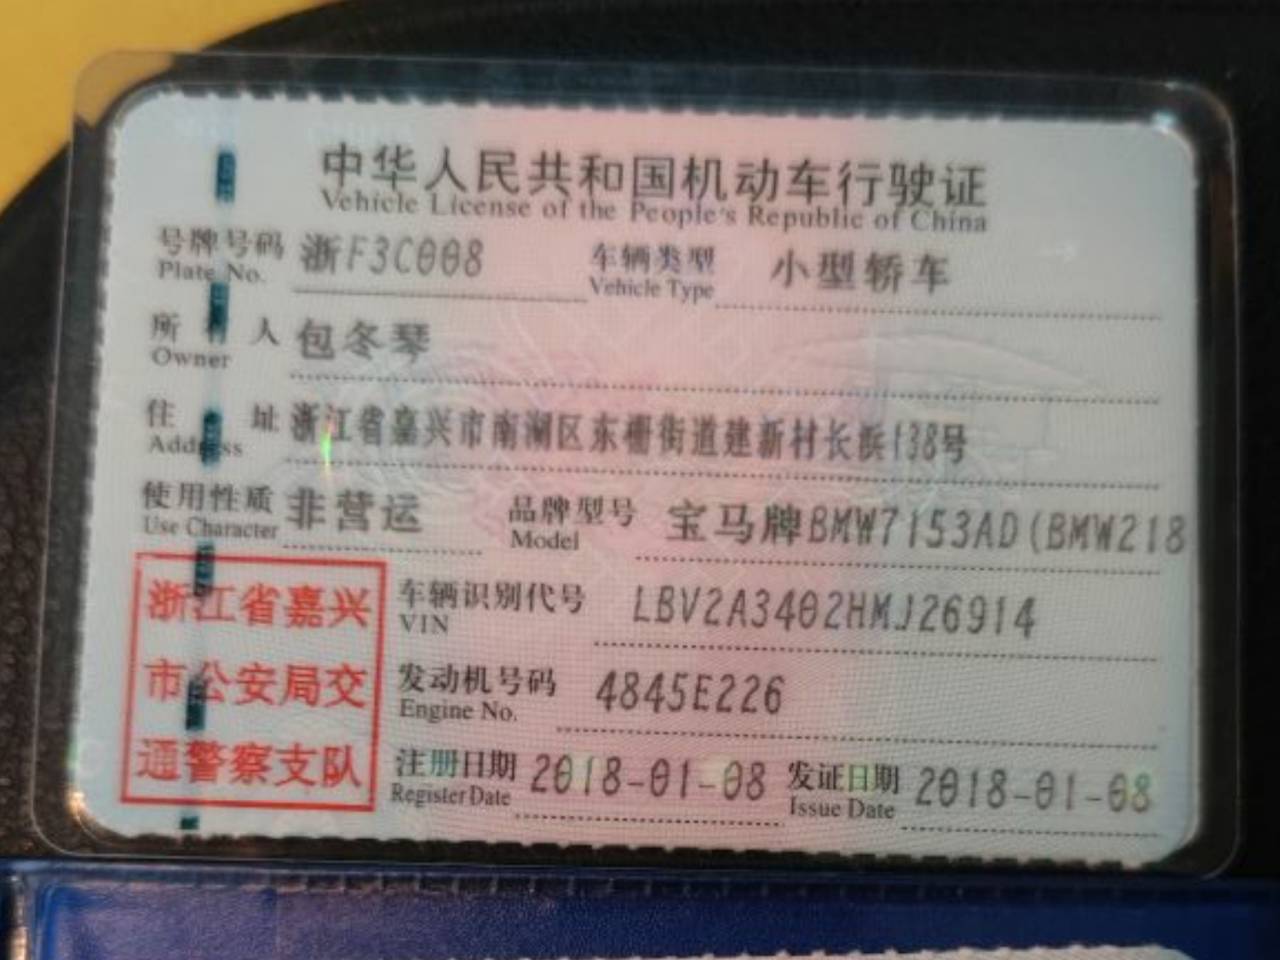 中华人民共和国机动车行驶证
Vehicle License of the People's Republic of China
号牌号码 浙F3C008 车辆类型 小型轿车
Plate No. Vehicle Type
所有人 包冬琴
Owner
住址 浙江省嘉兴市南湖区东栅街道建新村长浜138号
Address
使用性质 非营运 品牌型号 宝马牌BMW7153AD(BMW218
Use Character Model
浙江省嘉兴
市公安局交
通警察支队
车辆识别代号 LBV2A3402HMJ26914
VIN
发动机号码 4845E226
Engine No.
注册日期 2018-01-08 发证日期 2018-01-08
Register Date Issue Date